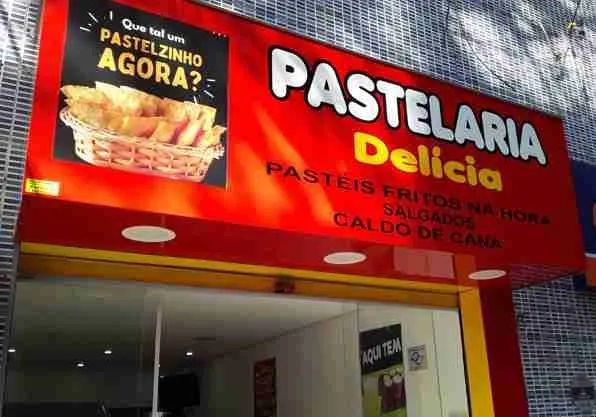 Que tal um
PASTELZINHO
AGORA?
PASTELARIA
Delícia
PASTÉIS FRITOS NA HORA
SALGADOS
CALDO DE CANA
AQUI TEM